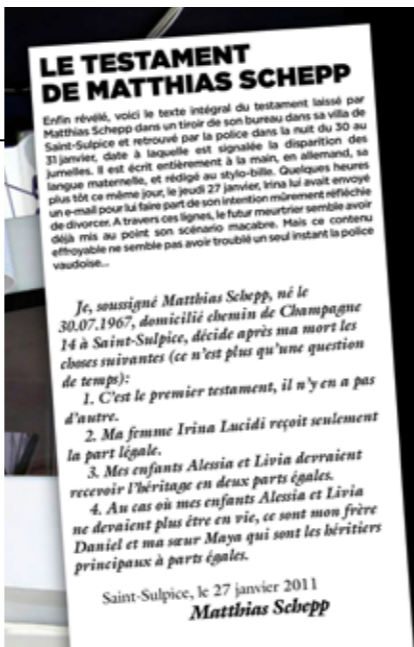 LE TESTAMENT
DE MATTHIAS SCHEPP
Enfin révélé, voici le texte intégral du testament laissé par
Matthias Schepp dans un tiroir de son bureau dans sa villa de
Saint-Sulpice et retrouvé par la police dans la nuit du 30 au
31 janvier, date à laquelle est signalée la disparition des
jumelles. Il est écrit entièrement à la main, en allemand, sa
langue maternelle, et rédigé au stylo-bille. Quelques heures
plus tôt ce même jour, le jeudi 27 janvier, Irina lui avait envoyé
un e-mail pour lui faire part de son intention mûrement réfléchie
de divorcer. A travers ces lignes, le futur meurtrier semble avoir
déjà mis au point son scénario macabre. Mais ce contenu
effroyable ne semble pas avoir troublé un seul instant la police
vaudoise...
Je, soussigné Matthias Schepp, né le
30.07.1967, domicilié chemin de Champagne
14 à Saint-Sulpice, décide après ma mort les
choses suivantes (ce n'est plus qu'une question
de temps):
1. C'est le premier testament, il n'y en a pas
d'autre.
2. Ma femme Irina Lucidi reçoit seulement
la part légale.
3. Mes enfants Alessia et Livia devraient
recevoir l'héritage en deux parts égales.
4. Au cas où mes enfants Alessia et Livia
ne devaient plus être en vie, ce sont mon frère
Daniel et ma sœur Maya qui sont les héritiers
principaux à parts égales.
Saint-Sulpice, le 27 janvier 2011
Matthias Schepp